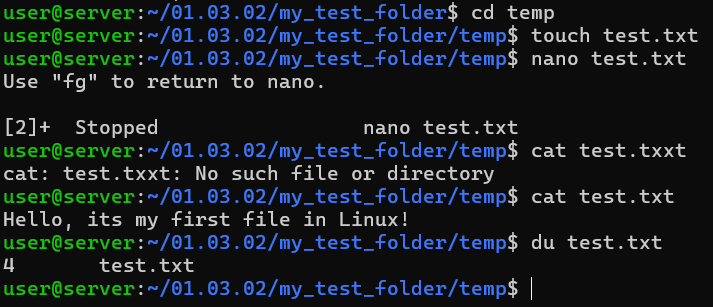 user@server:~/01.03.02/my_test_folder$ cd temp
user@server:~/01.03.02/my_test_folder/temp$ touch test.txt
user@server:~/01.03.02/my_test_folder/temp$ nano test.txt
Use "fg" to return to nano.
[2]+  Stopped                 nano test.txt
user@server:~/01.03.02/my_test_folder/temp$ cat test.txxt
cat: test.txxt: No such file or directory
user@server:~/01.03.02/my_test_folder/temp$ cat test.txt
Hello, its my first file in Linux!
user@server:~/01.03.02/my_test_folder/temp$ du test.txt
4       test.txt
user@server:~/01.03.02/my_test_folder/temp$